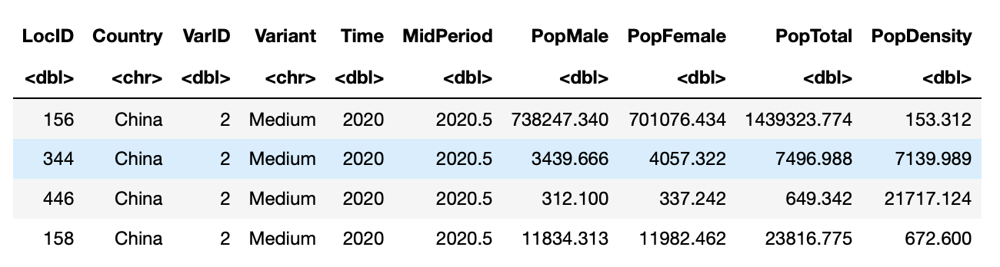 LocID Country VarID Variant Time MidPeriod PopMale PopFemale PopTotal PopDensity
<dbl> <chr> <dbl> <chr> <dbl> <dbl> <dbl> <dbl> <dbl> <dbl>
156 China 2 Medium 2020 2020.5 738247.340 701076.434 1439323.774 153.312
344 China 2 Medium 2020 2020.5 3439.666 4057.322 7496.988 7139.989
446 China 2 Medium 2020 2020.5 312.100 337.242 649.342 21717.124
158 China 2 Medium 2020 2020.5 11834.313 11982.462 23816.775 672.600